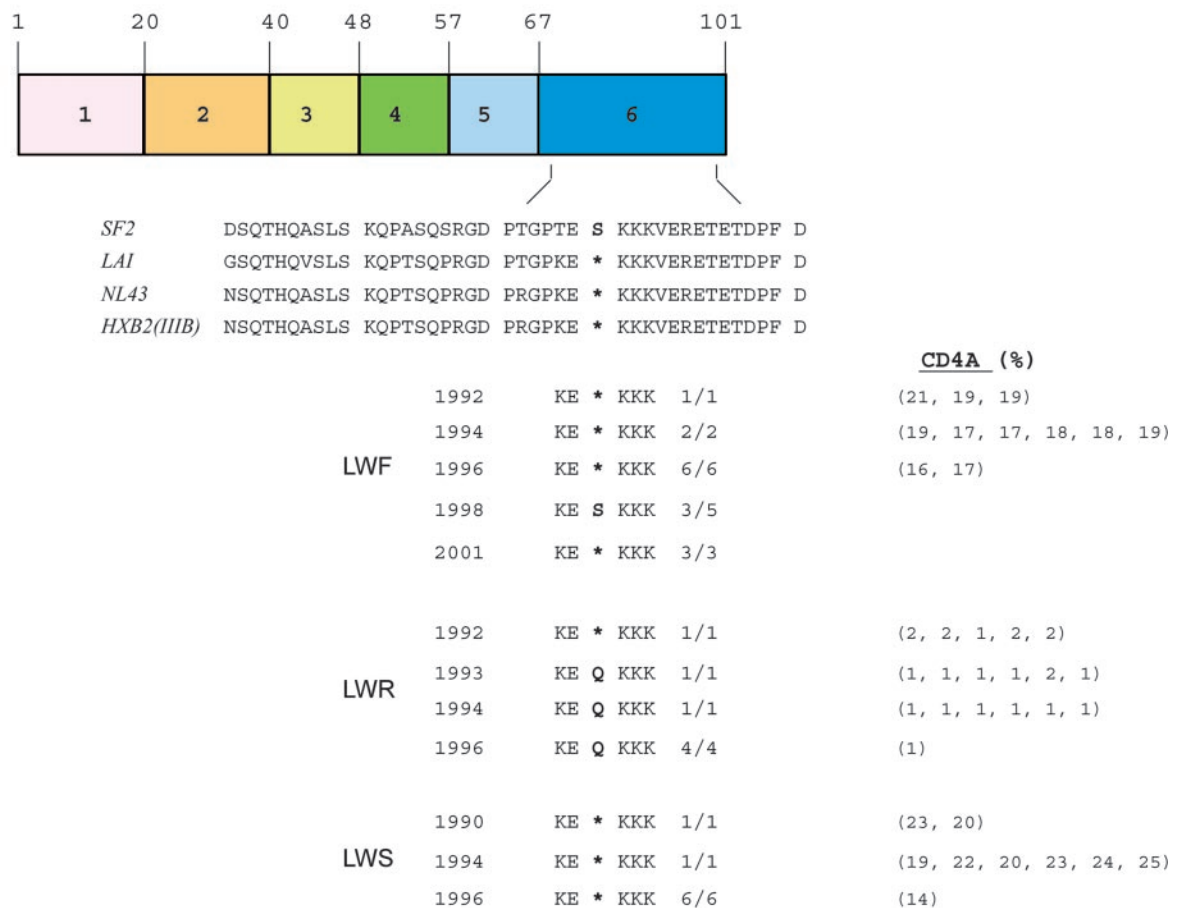 1 20 40 48 57 67 101
1 2 3 4 5 6
SF2 DSQTHQASLS KQPASQSRGD PTGPTE S KKKVERETETDPF D
LAI GSQTHQVSLS KQPTSQPRGD PTGPKE * KKKVERETETDPF D
NL43 NSQTHQASLS KQPTSQPRGD PRGPKE * KKKVERETETDPF D
HXB2(IIIB) NSQTHQASLS KQPTSQPRGD PRGPKE * KKKVERETETDPF D
CD4A (%)
1992 KE * KKK 1/1 (21, 19, 19)
1994 KE * KKK 2/2 (19, 17, 17, 18, 18, 19)
LWF 1996 KE * KKK 6/6 (16, 17)
1998 KE S KKK 3/5
2001 KE * KKK 3/3
1992 KE * KKK 1/1 (2, 2, 1, 2, 2)
LWR 1993 KE Q KKK 1/1 (1, 1, 1, 1, 2, 1)
1994 KE Q KKK 1/1 (1, 1, 1, 1, 1, 1)
1996 KE Q KKK 4/4 (1)
1990 KE * KKK 1/1 (23, 20)
LWS 1994 KE * KKK 1/1 (19, 22, 20, 23, 24, 25)
1996 KE * KKK 6/6 (14)